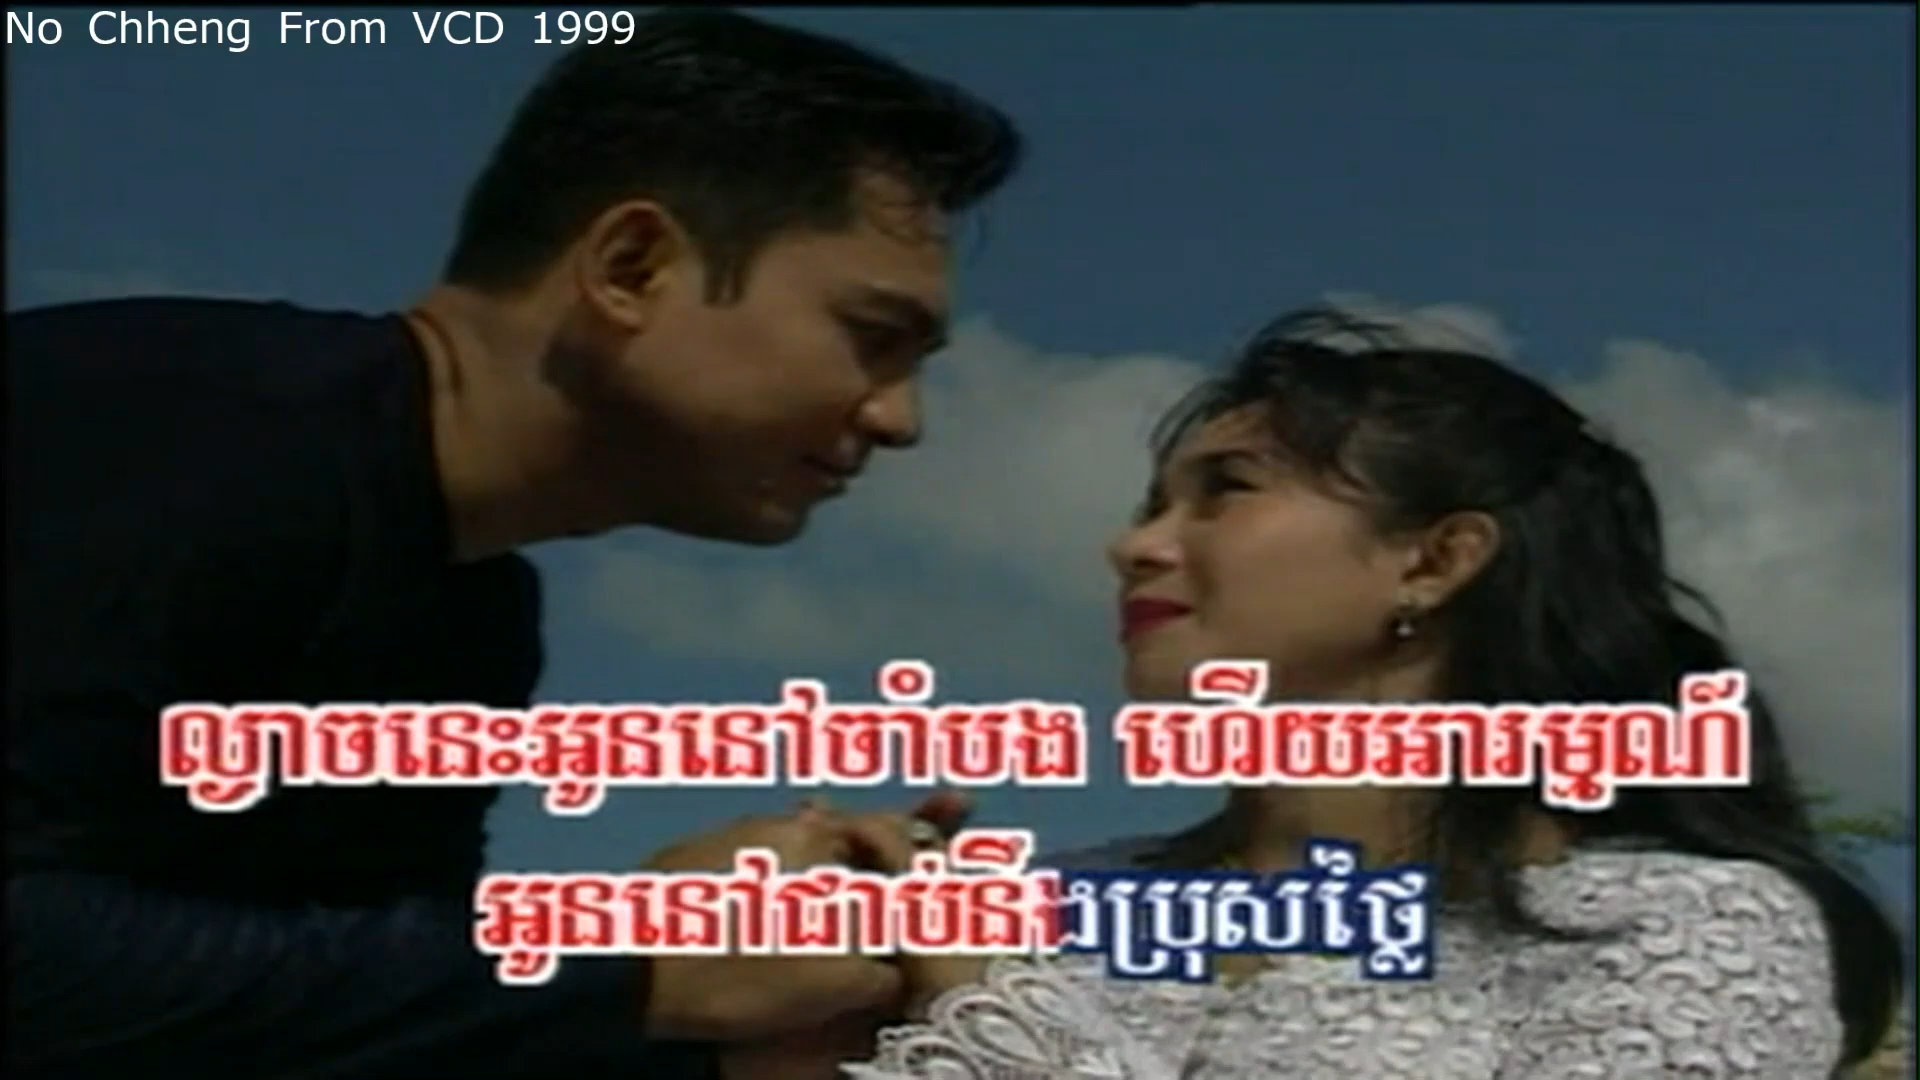 No Chheng From VCD 1999
ល្ងាចនេះអូននៅចាំបង ហើយអារម្មណ៍
អូននៅជាប់នឹងប្រុសថ្លៃ